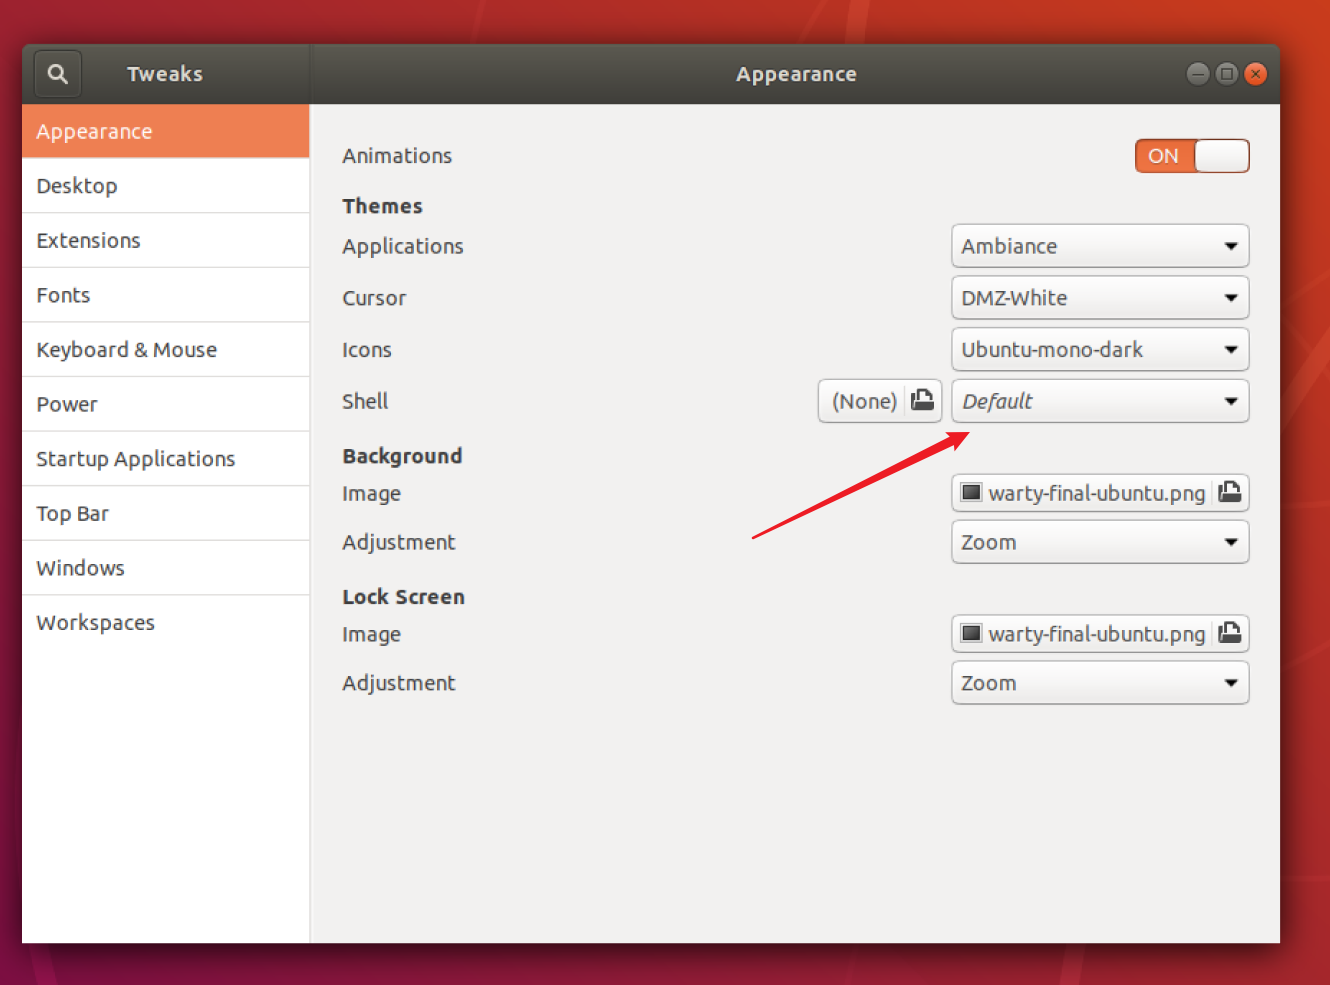 Tweaks
Appearance
Appearance
Desktop
Extensions
Fonts
Keyboard & Mouse
Power
Startup Applications
Top Bar
Windows
Workspaces
Animations ON
Themes
Applications Ambiance
Cursor DMZ-White
Icons Ubuntu-mono-dark
Shell (None) Default
Background
Image warty-final-ubuntu.png
Adjustment Zoom
Lock Screen
Image warty-final-ubuntu.png
Adjustment Zoom